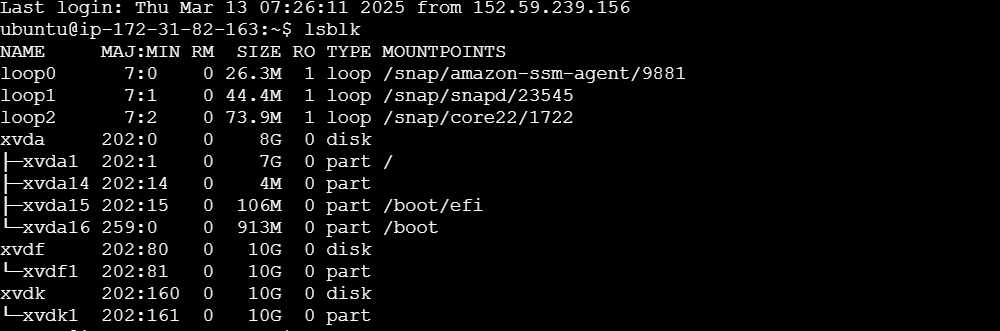 Last login: Thu Mar 13 07:26:11 2025 from 152.59.239.156
ubuntu@ip-172-31-82-163:~$ lsblk
NAME     MAJ:MIN RM  SIZE RO TYPE MOUNTPOINTS
loop0      7:0    0 26.3M  1 loop /snap/amazon-ssm-agent/9881
loop1      7:1    0 44.4M  1 loop /snap/snapd/23545
loop2      7:2    0 73.9M  1 loop /snap/core22/1722
xvda     202:0    0    8G  0 disk
├─xvda1  202:1    0    7G  0 part /
├─xvda14 202:14   0    4M  0 part
├─xvda15 202:15   0  106M  0 part /boot/efi
└─xvda16 259:0    0  913M  0 part /boot
xvdf     202:80   0   10G  0 disk
└─xvdf1  202:81   0   10G  0 part
xvdk     202:160  0   10G  0 disk
└─xvdk1  202:161  0   10G  0 part